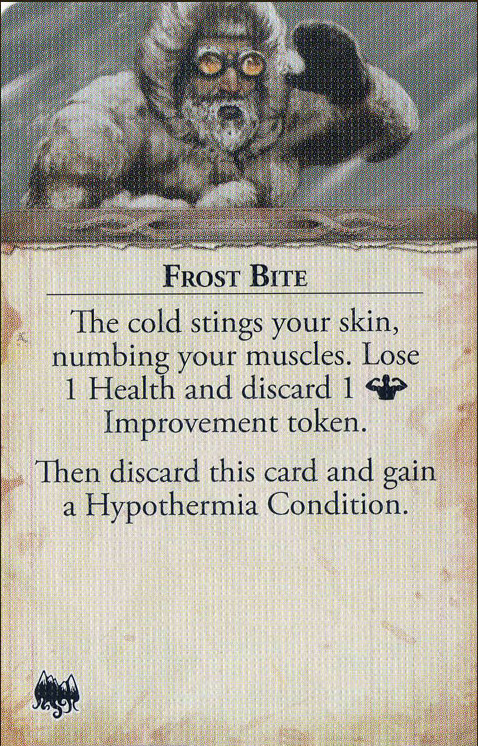 FROST BITE
The cold stings your skin,
numbing your muscles. Lose
1 Health and discard 1
Improvement token.
Then discard this card and gain
a Hypothermia Condition.